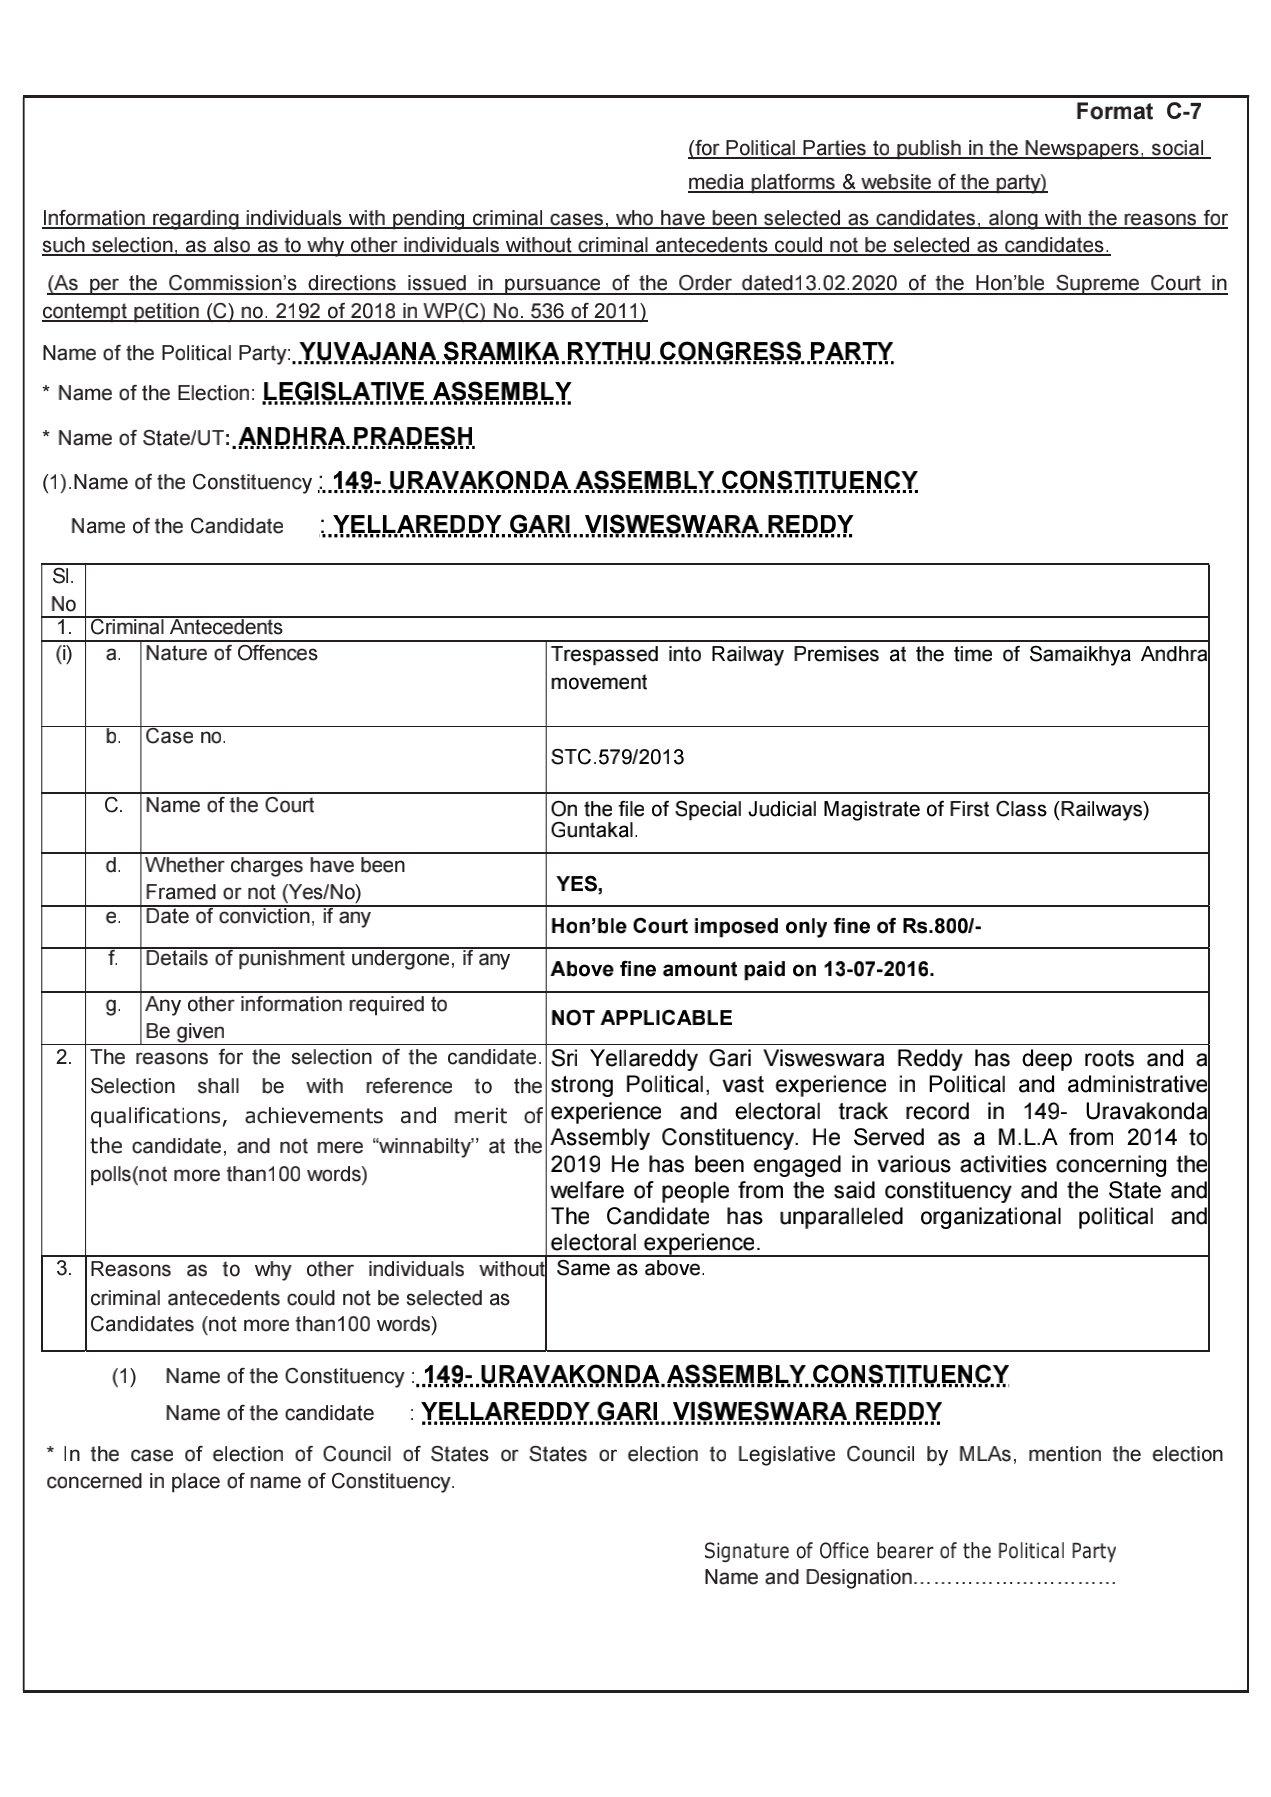 Format C-7
(for Political Parties to publish in the Newspapers, social
media platforms & website of the party)
Information regarding individuals with pending criminal cases, who have been selected as candidates, along with the reasons for
such selection, as also as to why other individuals without criminal antecedents could not be selected as candidates.
(As per the Commission's directions issued in pursuance of the Order dated13.02.2020 of the Hon'ble Supreme Court in
contempt petition (C) no. 2192 of 2018 in WP(C) No. 536 of 2011)
Name of the Political Party: YUVAJANA SRAMIKA RYTHU CONGRESS PARTY
* Name of the Election: LEGISLATIVE ASSEMBLY
* Name of State/UT: ANDHRA PRADESH
(1).Name of the Constituency : 149- URAVAKONDA ASSEMBLY CONSTITUENCY
Name of the Candidate : YELLAREDDY GARI VISWESWARA REDDY
Sl.
No
1. Criminal Antecedents
(i) a. Nature of Offences
Trespassed into Railway Premises at the time of Samaikhya Andhra
movement
b. Case no.
STC.579/2013
C. Name of the Court
On the file of Special Judicial Magistrate of First Class (Railways)
Guntakal.
d. Whether charges have been
Framed or not (Yes/No)
YES,
e. Date of conviction, if any
Hon'ble Court imposed only fine of Rs.800/-
f. Details of punishment undergone, if any
Above fine amount paid on 13-07-2016.
g. Any other information required to
Be given
NOT APPLICABLE
2. The reasons for the selection of the candidate.
Selection shall be with reference to the
qualifications, achievements and merit of
the candidate, and not mere "winnabilty'' at the
polls(not more than100 words)
Sri Yellareddy Gari Visweswara Reddy has deep roots and a
strong Political, vast experience in Political and administrative
experience and electoral track record in 149- Uravakonda
Assembly Constituency. He Served as a M.L.A from 2014 to
2019 He has been engaged in various activities concerning the
welfare of people from the said constituency and the State and
The Candidate has unparalleled organizational political and
electoral experience.
3. Reasons as to why other individuals without
criminal antecedents could not be selected as
Candidates (not more than100 words)
Same as above.
(1) Name of the Constituency : 149- URAVAKONDA ASSEMBLY CONSTITUENCY
Name of the candidate : YELLAREDDY GARI VISWESWARA REDDY
* In the case of election of Council of States or States or election to Legislative Council by MLAs, mention the election
concerned in place of name of Constituency.
Signature of Office bearer of the Political Party
Name and Designation…………………………